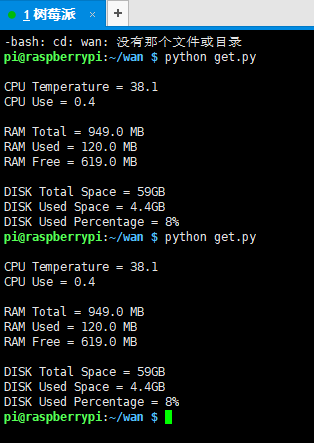 1 树莓派 × +
-bash: cd: wan: 没有那个文件或目录
pi@raspberrypi:~/wan $ python get.py
CPU Temperature = 38.1
CPU Use = 0.4
RAM Total = 949.0 MB
RAM Used = 120.0 MB
RAM Free = 619.0 MB
DISK Total Space = 59GB
DISK Used Space = 4.4GB
DISK Used Percentage = 8%
pi@raspberrypi:~/wan $ python get.py
CPU Temperature = 38.1
CPU Use = 0.4
RAM Total = 949.0 MB
RAM Used = 120.0 MB
RAM Free = 619.0 MB
DISK Total Space = 59GB
DISK Used Space = 4.4GB
DISK Used Percentage = 8%
pi@raspberrypi:~/wan $